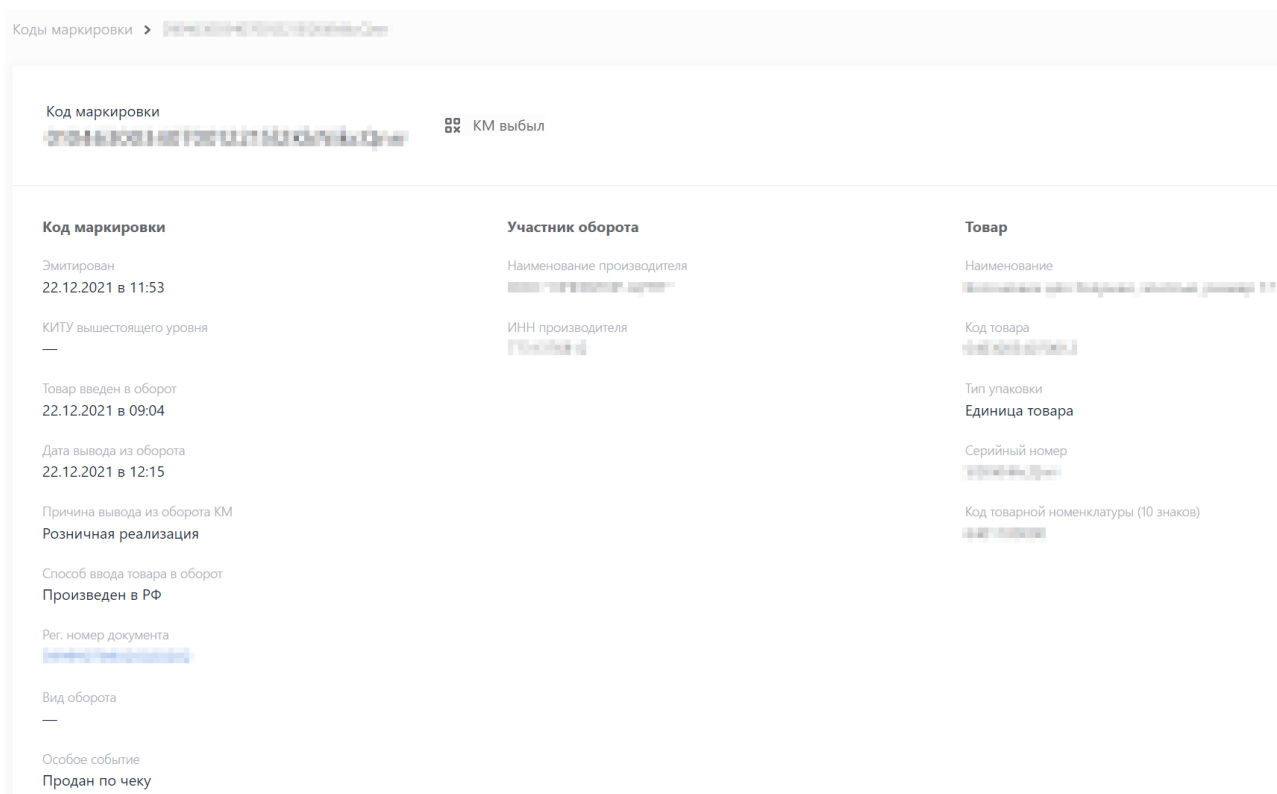 Коды маркировки >
Код маркировки
КМ выбыл
Код маркировки
Эмитирован
22.12.2021 в 11:53
КИТУ вышестоящего уровня
—
Товар введен в оборот
22.12.2021 в 09:04
Дата вывода из оборота
22.12.2021 в 12:15
Причина вывода из оборота КМ
Розничная реализация
Способ ввода товара в оборот
Произведен в РФ
Рег. номер документа
Вид оборота
—
Особое событие
Продан по чеку
Участник оборота
Наименование производителя
ИНН производителя
Товар
Наименование
Код товара
Тип упаковки
Единица товара
Серийный номер
Код товарной номенклатуры (10 знаков)